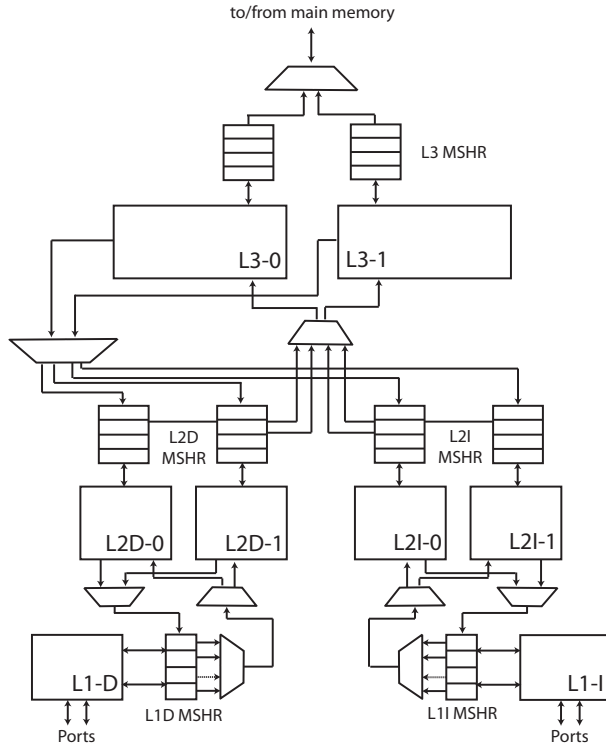 to/from main memory
L3 MSHR
L3-0
L3-1
L2D
MSHR
L2I
MSHR
L2D-0
L2D-1
L2I-0
L2I-1
L1-D
L1-I
L1D MSHR
L1I MSHR
Ports
Ports